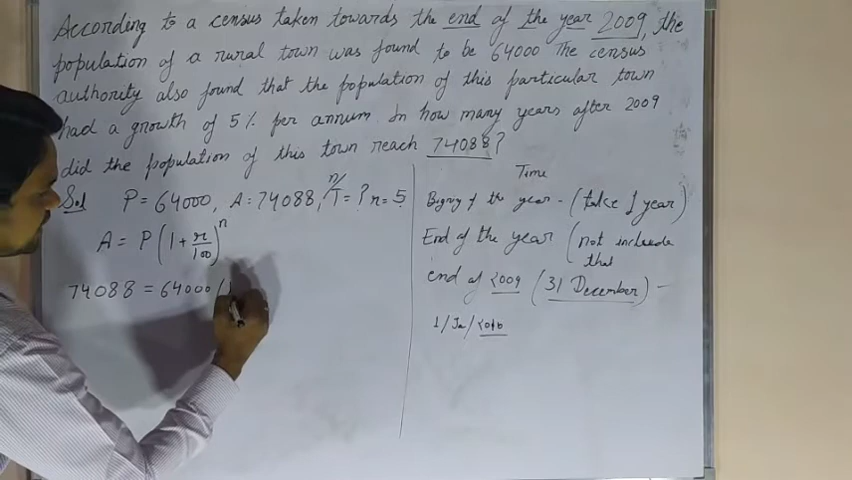 According to a census taken towards the end of the year 2009, the
population of a rural town was found to be 64000 The census
authority also found that the population of this particular town
had a growth of 5% per annum In how many years after 2009
did the population of this town reach 74088?
Sol P = 64000, A = 74088, n/T = ? r = 5
A = P(1 + r/100)^n
74088 = 64000 (1
Time
of the year - (take 1 year)
End of the year (not include
that
end of 2009 (31 December) -
1/Ja/2010